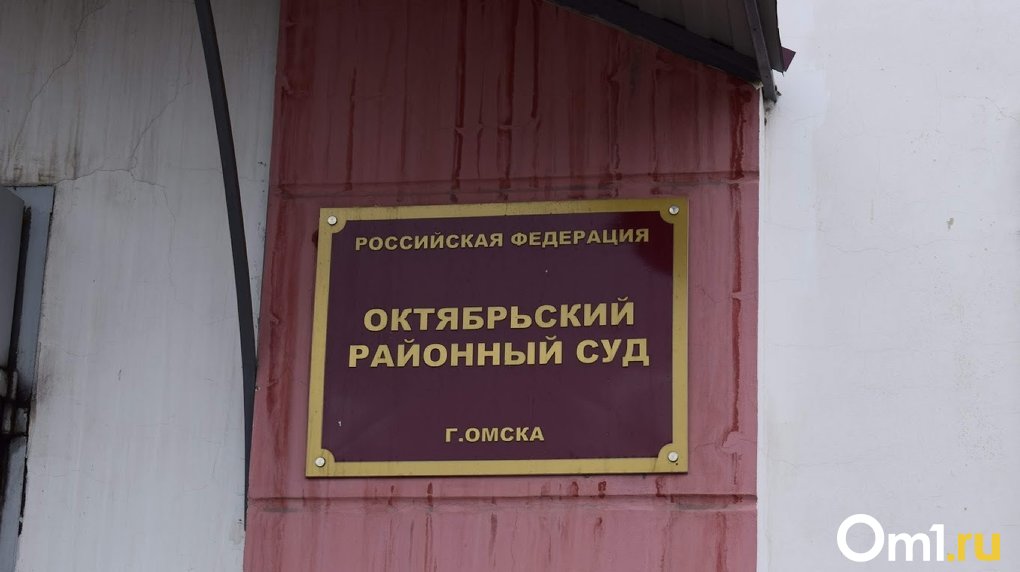 РОССИЙСКАЯ ФЕДЕРАЦИЯ
ОКТЯБРЬСКИЙ
РАЙОННЫЙ СУД
Г.ОМСКА
Om1.ru